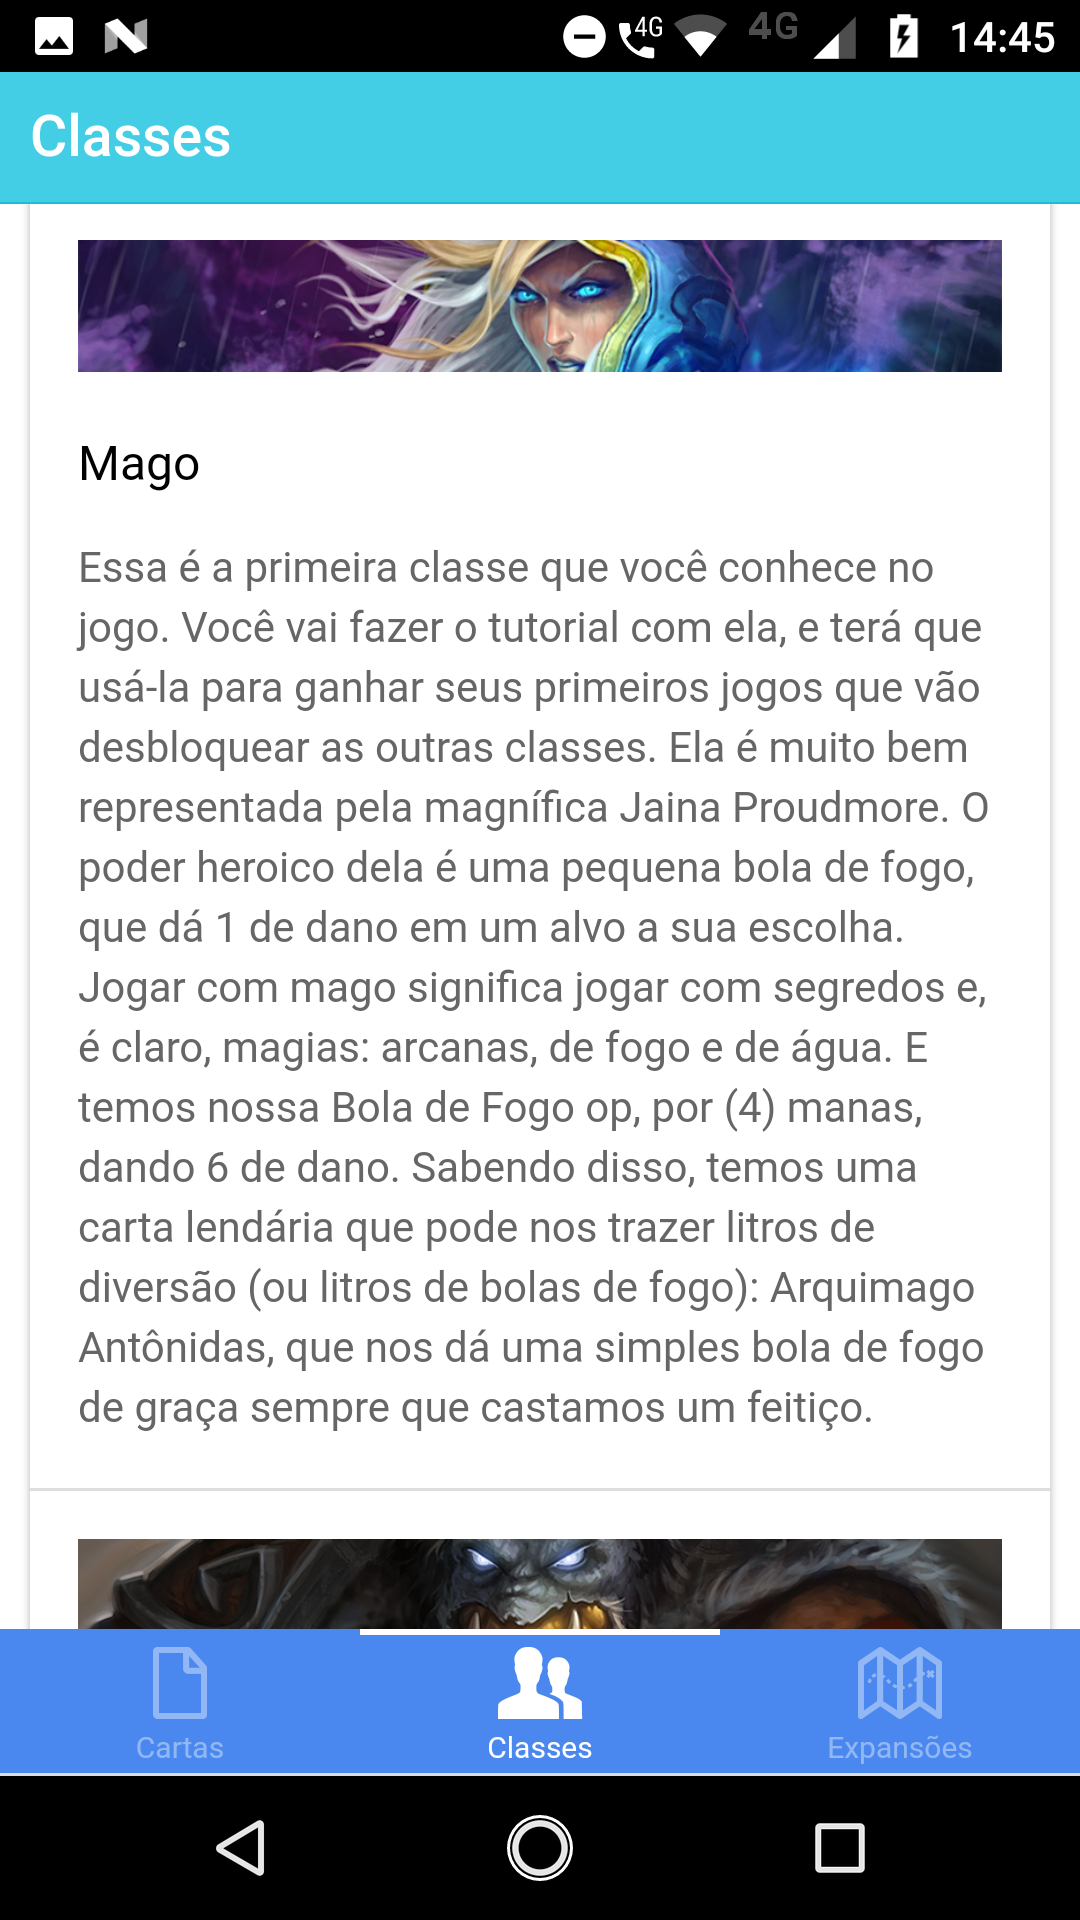 4G 4G 14:45
Classes
Mago
Essa é a primeira classe que você conhece no
jogo. Você vai fazer o tutorial com ela, e terá que
usá-la para ganhar seus primeiros jogos que vão
desbloquear as outras classes. Ela é muito bem
representada pela magnífica Jaina Proudmore. O
poder heroico dela é uma pequena bola de fogo,
que dá 1 de dano em um alvo a sua escolha.
Jogar com mago significa jogar com segredos e,
é claro, magias: arcanas, de fogo e de água. E
temos nossa Bola de Fogo op, por (4) manas,
dando 6 de dano. Sabendo disso, temos uma
carta lendária que pode nos trazer litros de
diversão (ou litros de bolas de fogo): Arquimago
Antônidas, que nos dá uma simples bola de fogo
de graça sempre que castamos um feitiço.
Cartas Classes Expansões